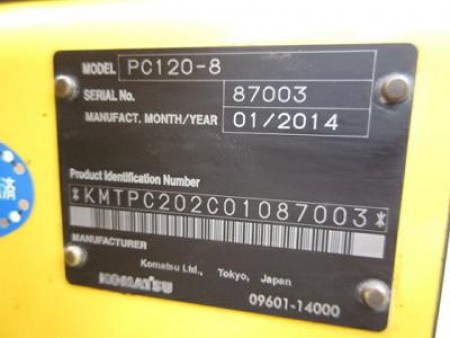 MODEL PC120-8
SERIAL No. 87003
MANUFACT. MONTH/YEAR 01/2014
Product Identification Number
*KMTPC202C01087003*
MANUFACTURER
Komatsu Ltd., Tokyo, Japan
KOMATSU
09601-14000